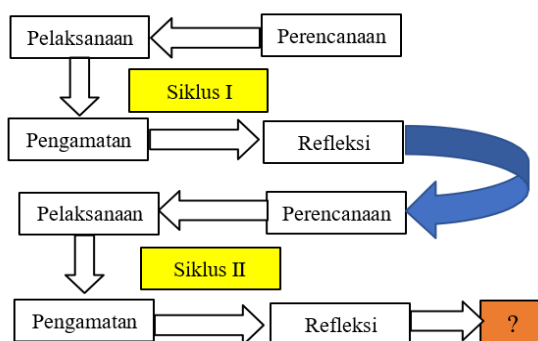 Pelaksanaan
Perencanaan
Siklus I
Pengamatan
Refleksi
Pelaksanaan
Perencanaan
Siklus II
Pengamatan
Refleksi
?